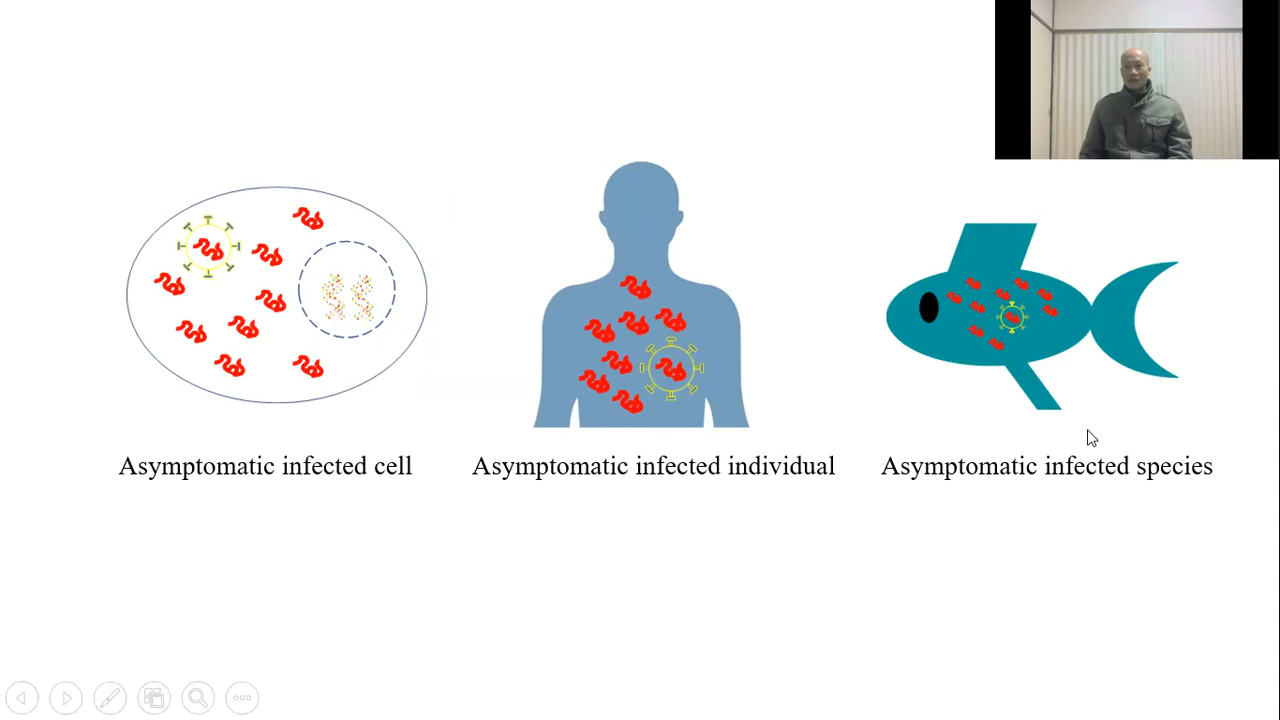 Asymptomatic infected cell
Asymptomatic infected individual
Asymptomatic infected species